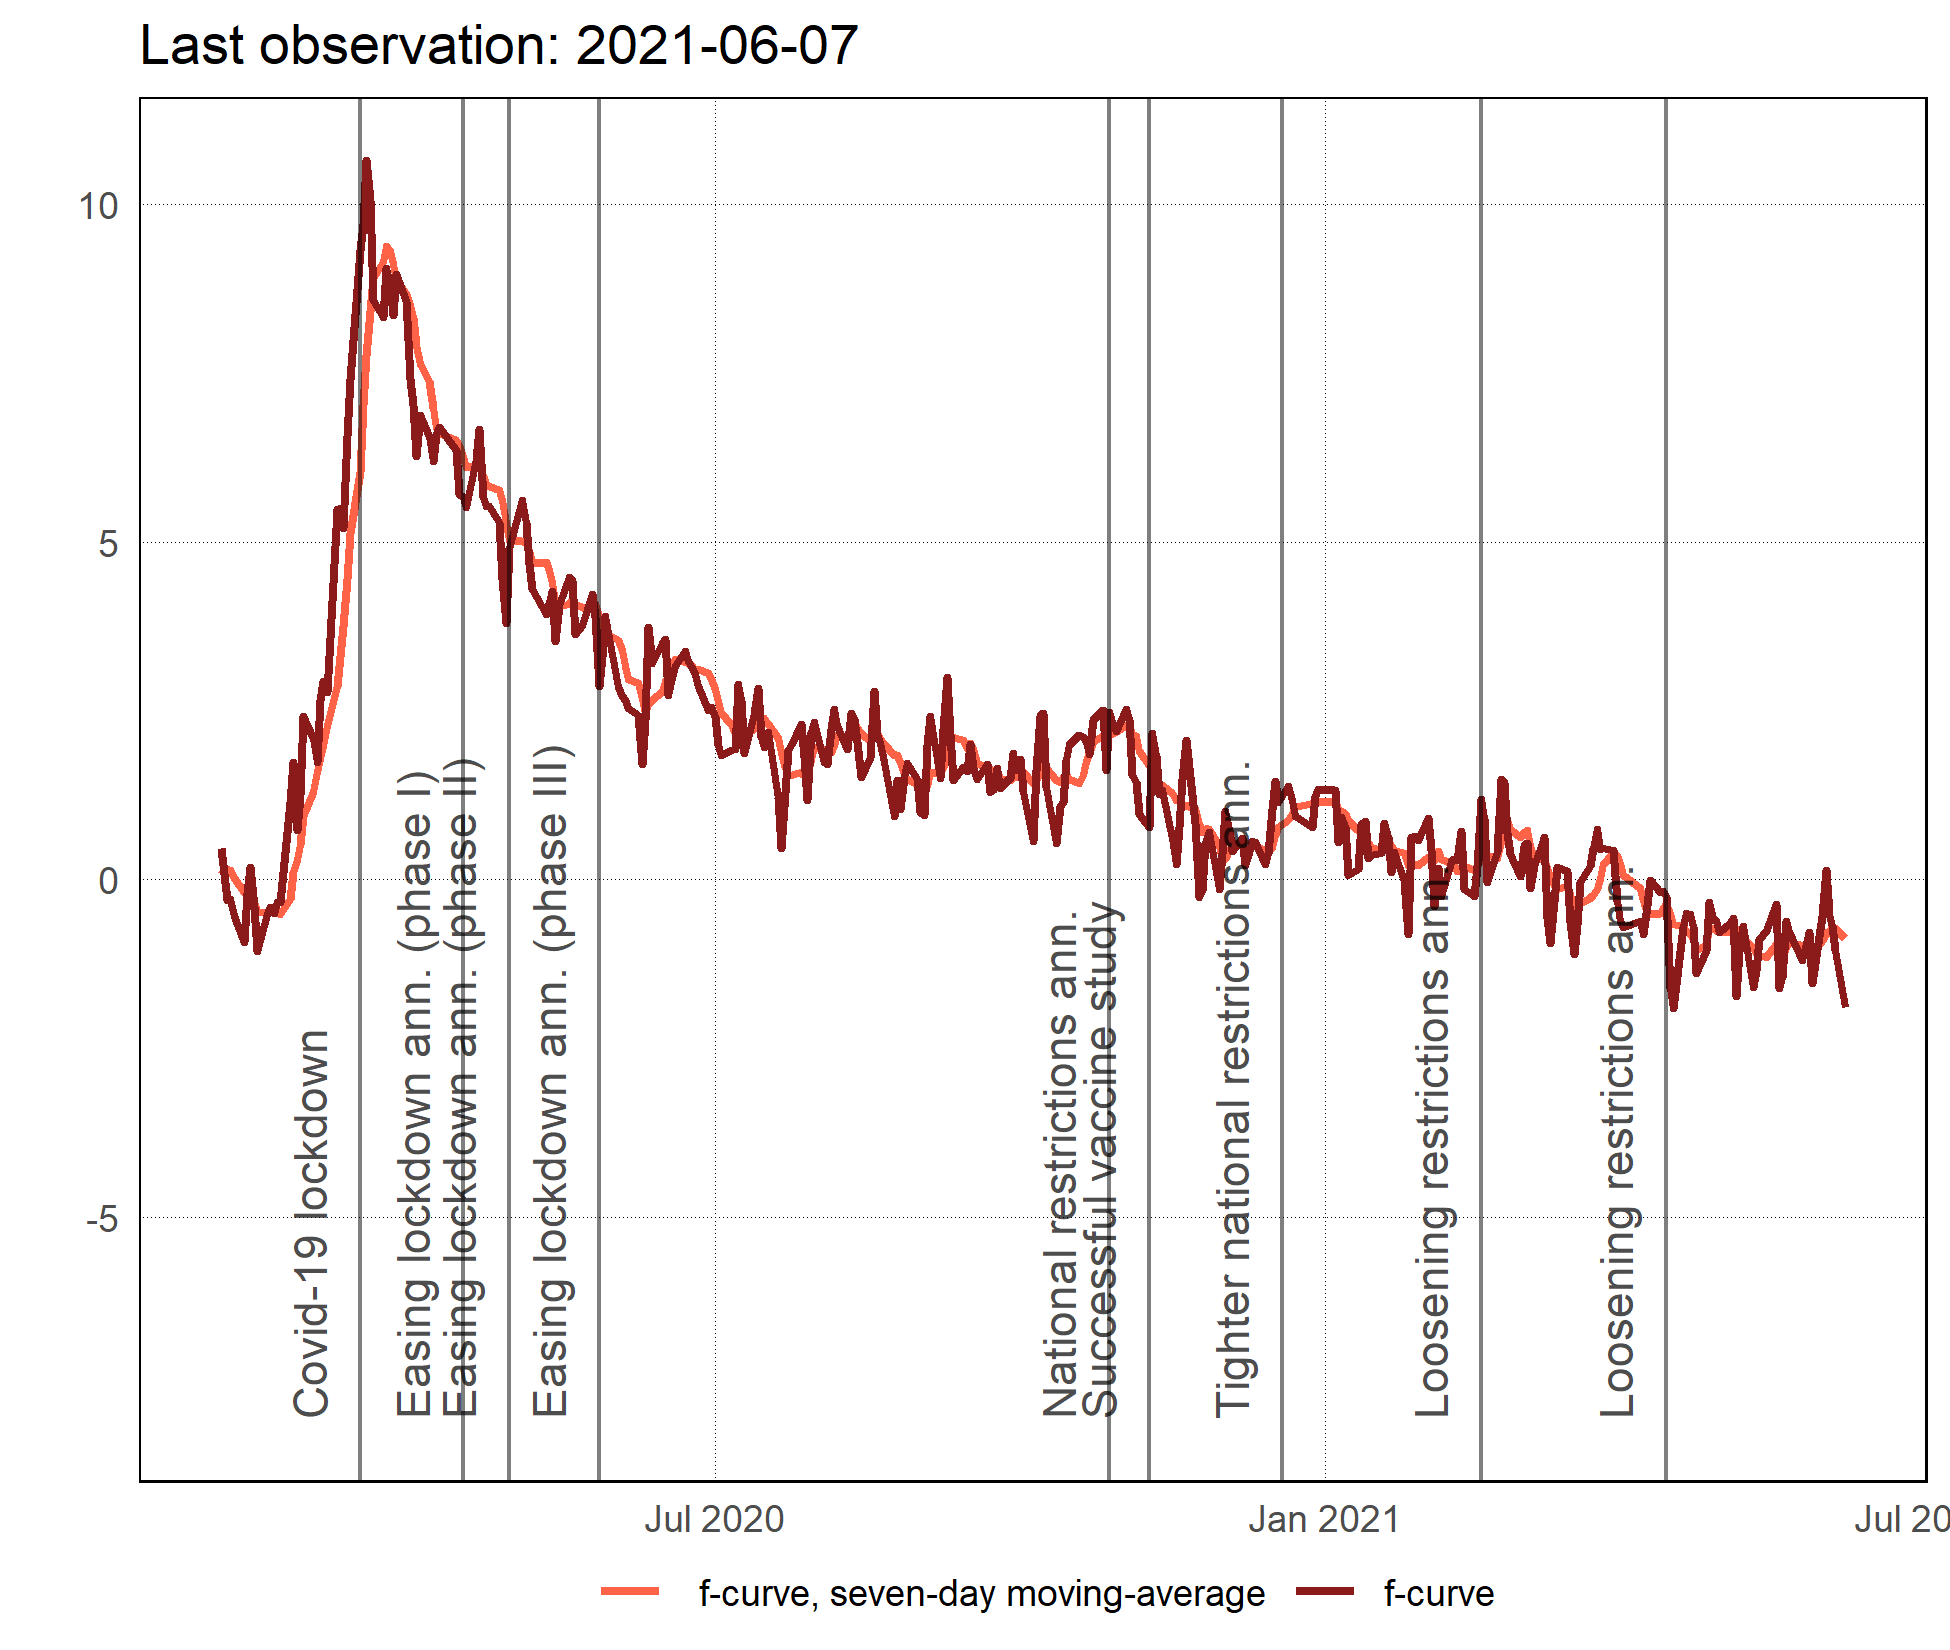 Last observation: 2021-06-07
10
5
0
-5
Covid-19 lockdown
Easing lockdown ann. (phase I)
Easing lockdown ann. (phase II)
Easing lockdown ann. (phase III)
National restrictions ann.
Successful vaccine study
Tighter national restrictions ann.
Loosening restrictions ann.
Loosening restrictions ann.
Jul 2020
Jan 2021
Jul 20
f-curve, seven-day moving-average
f-curve